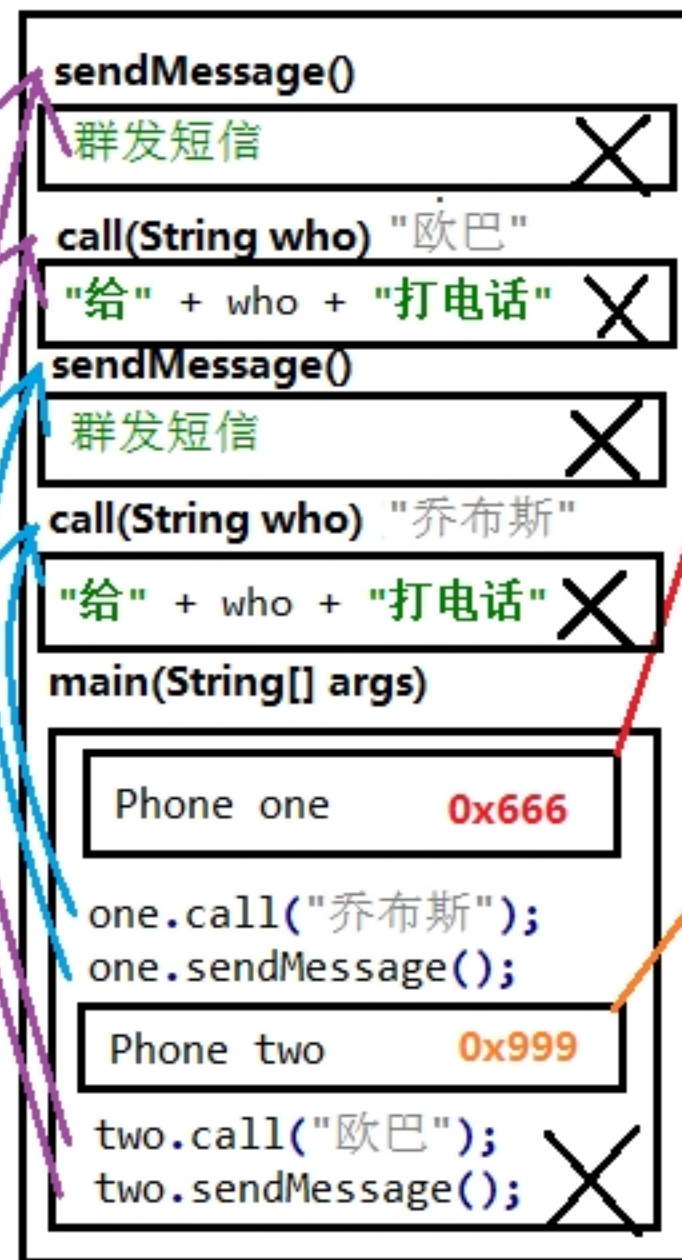 sendMessage()
群发短信
call(String who) "欧巴"
"给" + who + "打电话"
sendMessage()
群发短信
call(String who) "乔布斯"
"给" + who + "打电话"
main(String[] args)
Phone one 0x666
one.call("乔布斯");
one.sendMessage();
Phone two 0x999
two.call("欧巴");
two.sendMessage();